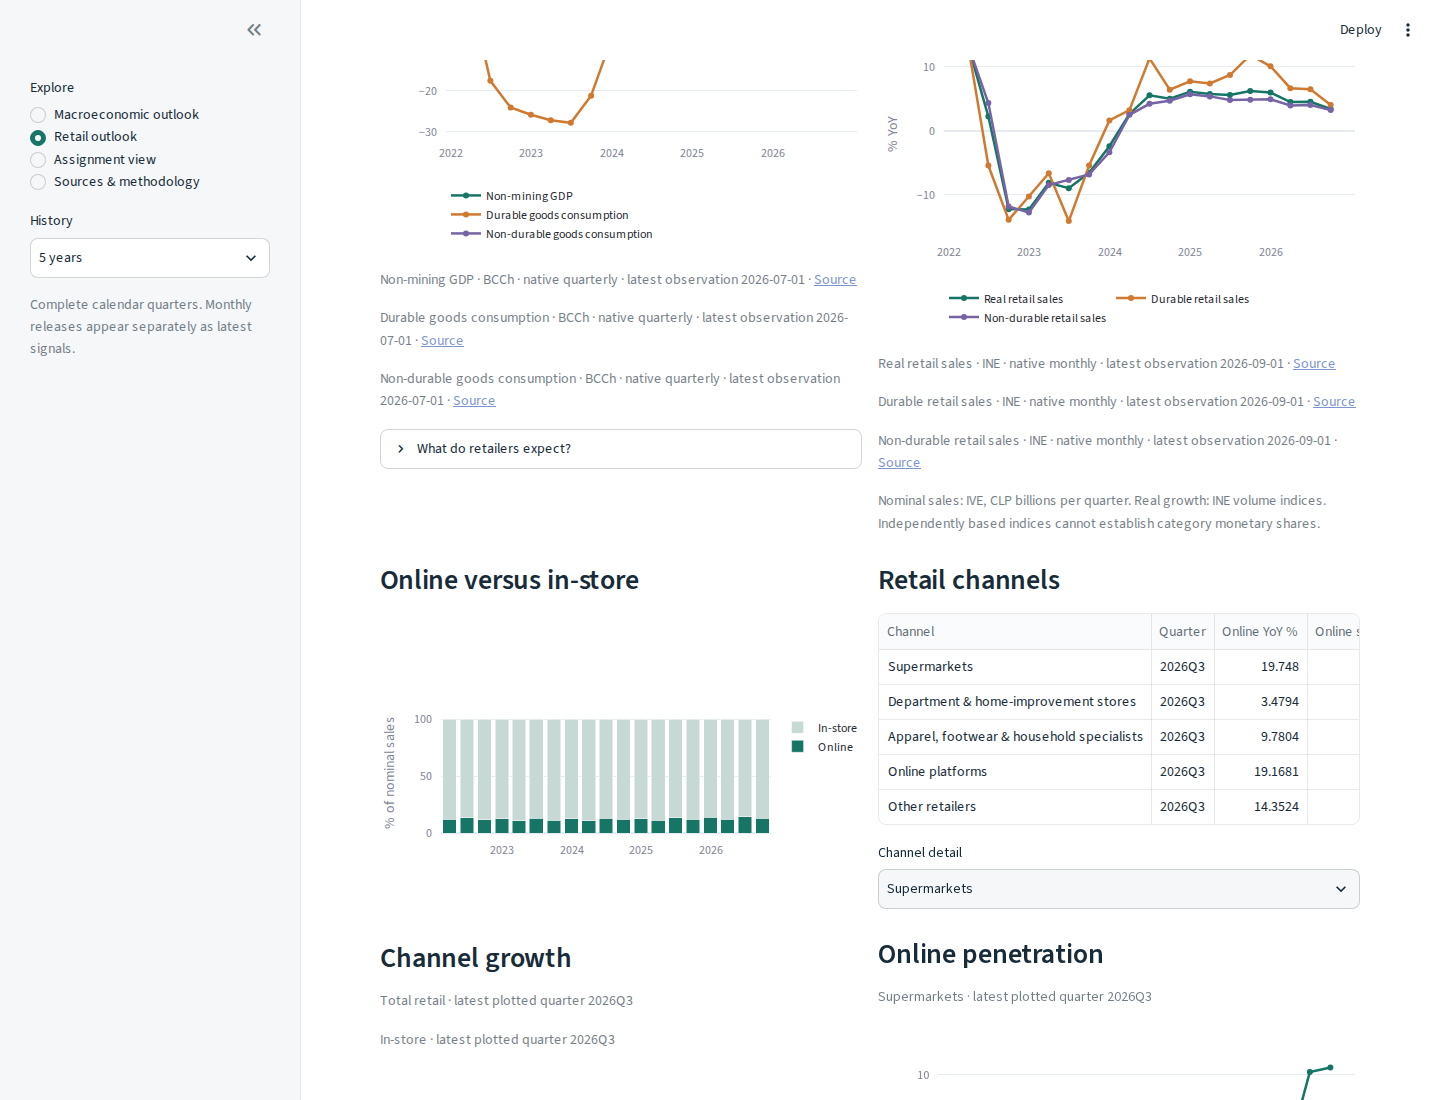 Deploy
Explore
Macroeconomic outlook
Retail outlook
Assignment view
Sources & methodology
History
5 years
Complete calendar quarters. Monthly
releases appear separately as latest
signals.
−20
−30
2022 2023 2024 2025 2026
Non-mining GDP
Durable goods consumption
Non-durable goods consumption
Non-mining GDP · BCCh · native quarterly · latest observation 2026-07-01 · Source
Durable goods consumption · BCCh · native quarterly · latest observation 2026-
07-01 · Source
Non-durable goods consumption · BCCh · native quarterly · latest observation
2026-07-01 · Source
What do retailers expect?
10
0
−10
% YoY
2022 2023 2024 2025 2026
Real retail sales Durable retail sales
Non-durable retail sales
Real retail sales · INE · native monthly · latest observation 2026-09-01 · Source
Durable retail sales · INE · native monthly · latest observation 2026-09-01 · Source
Non-durable retail sales · INE · native monthly · latest observation 2026-09-01 ·
Source
Nominal sales: IVE, CLP billions per quarter. Real growth: INE volume indices.
Independently based indices cannot establish category monetary shares.
Online versus in-store
% of nominal sales
100
50
0
2023 2024 2025 2026
In-store
Online
Retail channels
Channel Quarter Online YoY % Online s
Supermarkets 2026Q3 19.748
Department & home-improvement stores 2026Q3 3.4794
Apparel, footwear & household specialists 2026Q3 9.7804
Online platforms 2026Q3 19.1681
Other retailers 2026Q3 14.3524
Channel detail
Supermarkets
Channel growth
Total retail · latest plotted quarter 2026Q3
In-store · latest plotted quarter 2026Q3
Online penetration
Supermarkets · latest plotted quarter 2026Q3
10